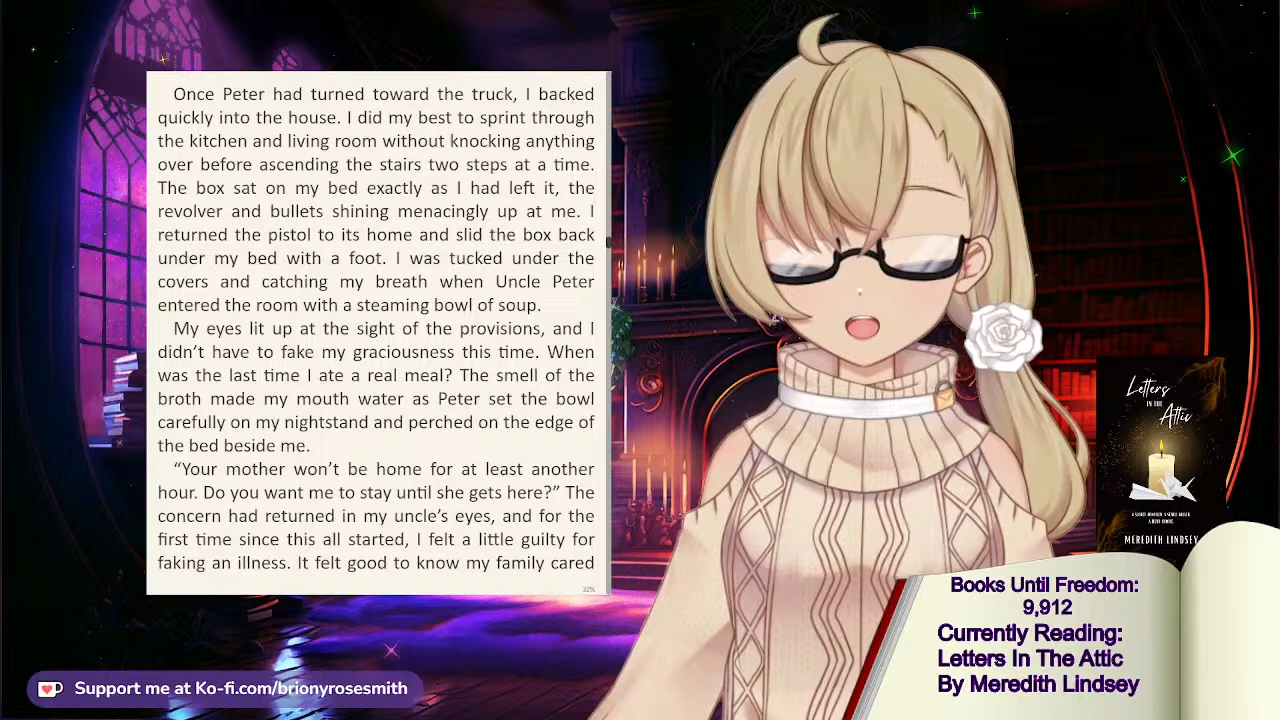 Once Peter had turned toward the truck, I backed
quickly into the house. I did my best to sprint through
the kitchen and living room without knocking anything
over before ascending the stairs two steps at a time.
The box sat on my bed exactly as I had left it, the
revolver and bullets shining menacingly up at me. I
returned the pistol to its home and slid the box back
under my bed with a foot. I was tucked under the
covers and catching my breath when Uncle Peter
entered the room with a steaming bowl of soup.
My eyes lit up at the sight of the provisions, and I
didn’t have to fake my graciousness this time. When
was the last time I ate a real meal? The smell of the
broth made my mouth water as Peter set the bowl
carefully on my nightstand and perched on the edge of
the bed beside me.
“Your mother won’t be home for at least another
hour. Do you want me to stay until she gets here?” The
concern had returned in my uncle’s eyes, and for the
first time since this all started, I felt a little guilty for
faking an illness. It felt good to know my family cared
32%
Letters
IN THE
Attic
A SECRET ADMIRER. A SERIAL KILLER.
MEREDITH LINDSEY
Books Until Freedom:
9,912
Currently Reading:
Letters In The Attic
By Meredith Lindsey
Support me at Ko-fi.com/brionyrosesmith